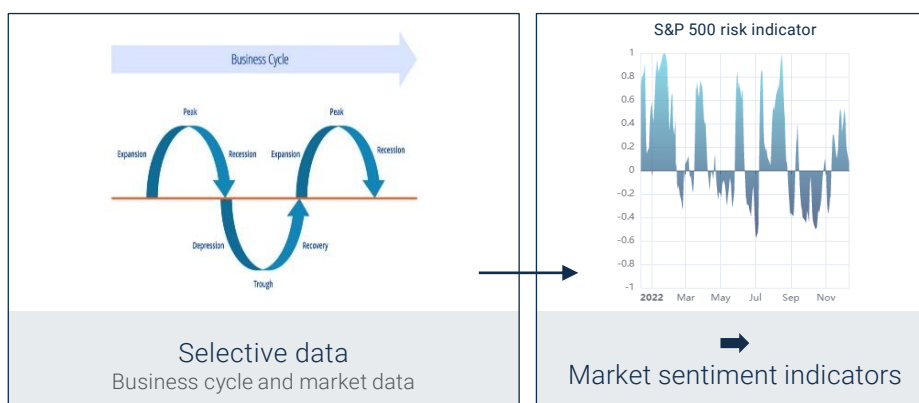 Business Cycle
Peak
Peak
Expansion
Recession
Expansion
Recession
Depression
Recovery
Trough
Selective data
Business cycle and market data
S&P 500 risk indicator
1
0.8
0.6
0.4
0.2
0
-0.2
-0.4
-0.6
-0.8
-1
2022 Mar May Jul Sep Nov
Market sentiment indicators